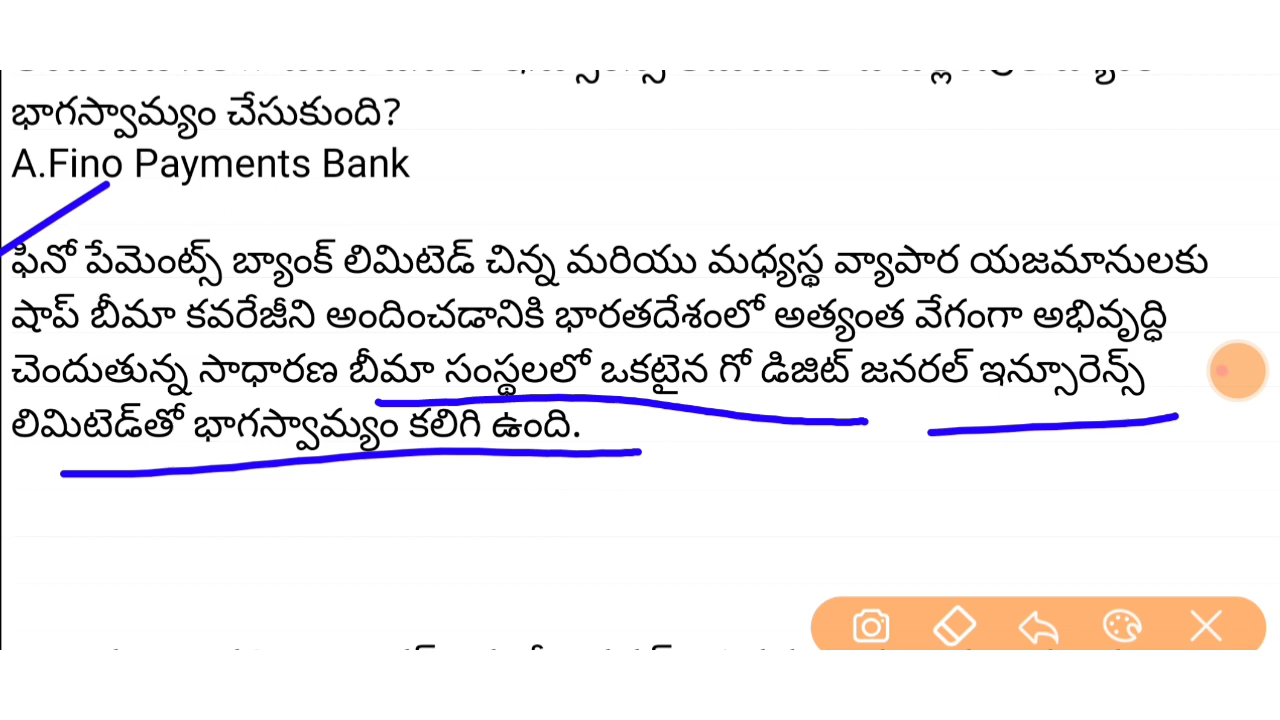 భాగస్వామ్యం చేసుకుంది?
A.Fino Payments Bank
ఫినో పేమెంట్స్ బ్యాంక్ లిమిటెడ్ చిన్న మరియు మధ్యస్థ వ్యాపార యజమానులకు
షాప్ బీమా కవరేజీని అందించడానికి భారతదేశంలో అత్యంత వేగంగా అభివృద్ధి
చెందుతున్న సాధారణ బీమా సంస్థలలో ఒకటైన గో డిజిట్ జనరల్ ఇన్సూరెన్స్
లిమిటెడ్‌తో భాగస్వామ్యం కలిగి ఉంది.